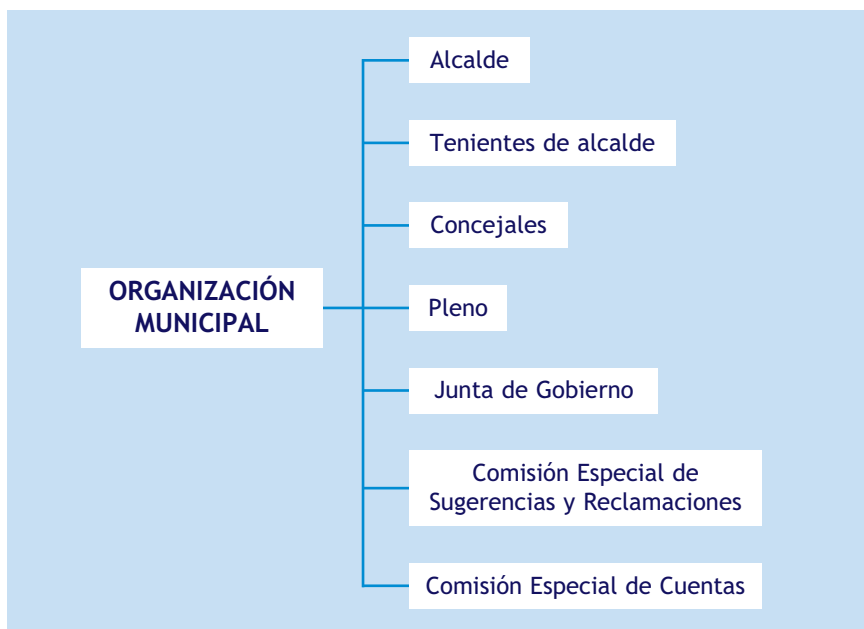 Alcalde
Tenientes de alcalde
Concejales
ORGANIZACIÓN
MUNICIPAL
Pleno
Junta de Gobierno
Comisión Especial de
Sugerencias y Reclamaciones
Comisión Especial de Cuentas